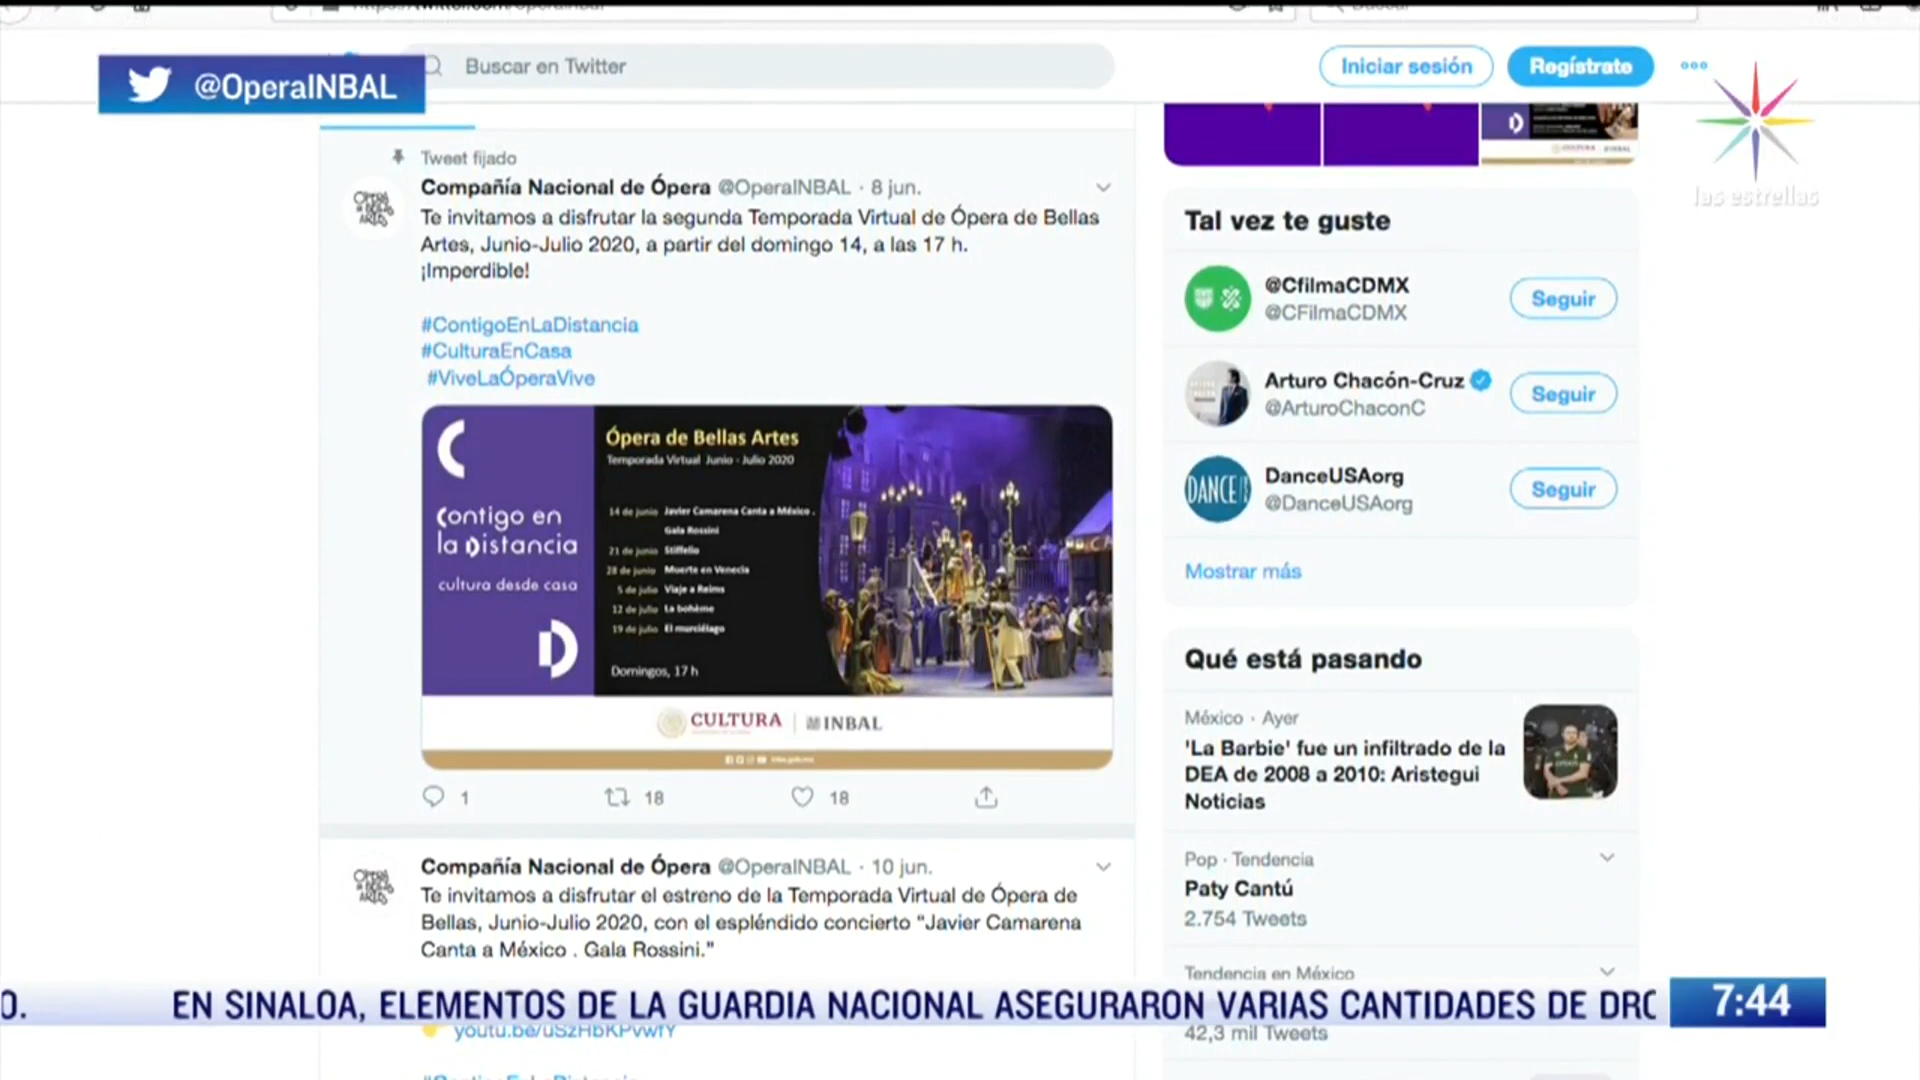 @OperaINBAL
Buscar en Twitter
Iniciar sesión
Regístrate
las estrellas
Tweet fijado
Compañía Nacional de Ópera @OperaINBAL · 8 jun.
Te invitamos a disfrutar la segunda Temporada Virtual de Ópera de Bellas
Artes, Junio-Julio 2020, a partir del domingo 14, a las 17 h.
¡Imperdible!
#ContigoEnLaDistancia
#CulturaEnCasa
#ViveLaÓperaVive
Contigo en
la Distancia
cultura desde casa
Ópera de Bellas Artes
Temporada Virtual Junio - Julio 2020
14 de junio Javier Camarena Canta a México .
Gala Rossini
21 de junio Stiffelio
28 de junio Muerte en Venecia
5 de julio Viaje a Reims
12 de julio La bohème
19 de julio El murciélago
Domingos, 17 h
CULTURA
INBAL
1
18
18
Compañía Nacional de Ópera @OperaINBAL · 10 jun.
Te invitamos a disfrutar el estreno de la Temporada Virtual de Ópera de
Bellas, Junio-Julio 2020, con el espléndido concierto "Javier Camarena
Canta a México . Gala Rossini."
Tal vez te guste
@CfilmaCDMX
@CFilmaCDMX
Seguir
Arturo Chacón-Cruz
@ArturoChaconC
Seguir
DANCE
DanceUSAorg
@DanceUSAorg
Seguir
Mostrar más
Qué está pasando
México · Ayer
'La Barbie' fue un infiltrado de la
DEA de 2008 a 2010: Aristegui
Noticias
Pop · Tendencia
Paty Cantú
2.754 Tweets
Tendencia en México
42,3 mil Tweets
O. EN SINALOA, ELEMENTOS DE LA GUARDIA NACIONAL ASEGURARON VARIAS CANTIDADES DE DRO
7:44